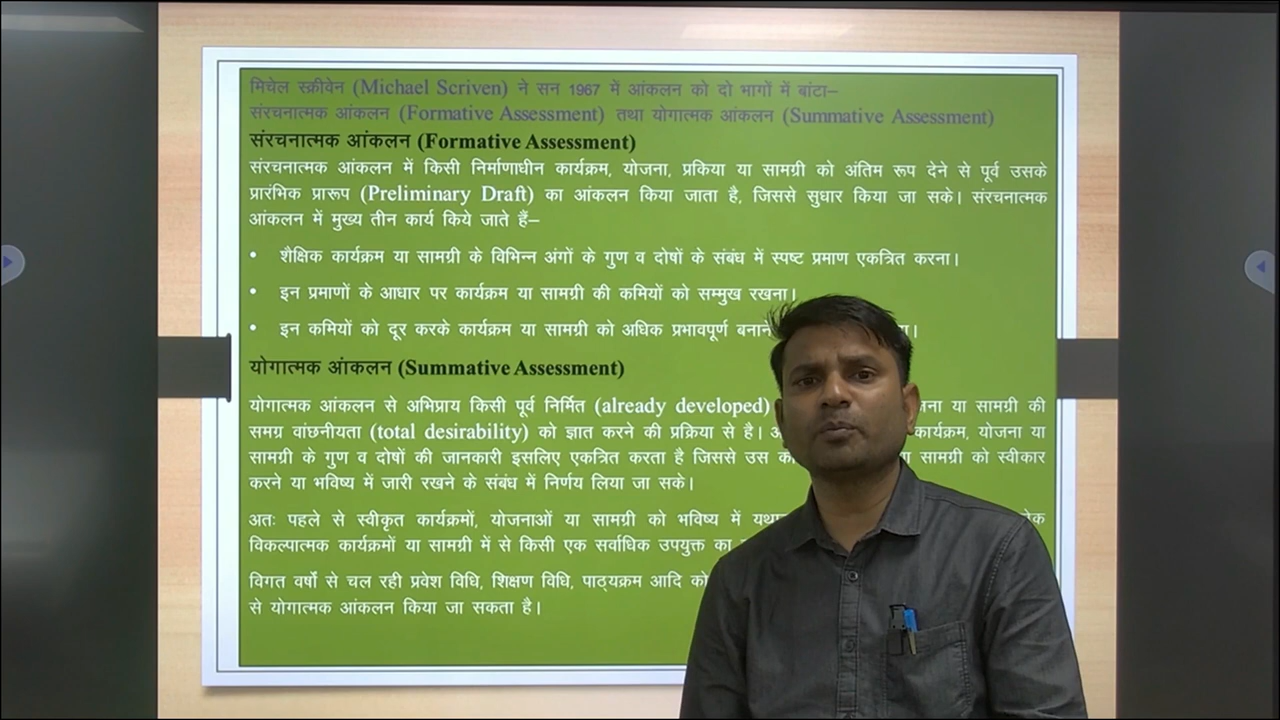 मिचेल स्क्रीवेन (Michael Scriven) ने सन 1967 में आंकलन को दो भागों में बांटा–
संरचनात्मक आंकलन (Formative Assessment) तथा योगात्मक आंकलन (Summative Assessment)
संरचनात्मक आंकलन (Formative Assessment)
संरचनात्मक आंकलन में किसी निर्माणाधीन कार्यक्रम, योजना, प्रकिया या सामग्री को अंतिम रूप देने से पूर्व उसके
प्रारंभिक प्रारूप (Preliminary Draft) का आंकलन किया जाता है, जिससे सुधार किया जा सके। संरचनात्मक
आंकलन में मुख्य तीन कार्य किये जाते हैं–
• शैक्षिक कार्यक्रम या सामग्री के विभिन्न अंगों के गुण व दोषों के संबंध में स्पष्ट प्रमाण एकत्रित करना।
• इन प्रमाणों के आधार पर कार्यक्रम या सामग्री की कमियों को सम्मुख रखना।
• इन कमियों को दूर करके कार्यक्रम या सामग्री को अधिक प्रभावपूर्ण बनाने
योगात्मक आंकलन (Summative Assessment)
योगात्मक आंकलन से अभिप्राय किसी पूर्व निर्मित (already developed) या सामग्री की
समग्र वांछनीयता (total desirability) को ज्ञात करने की प्रक्रिया से है। कार्यक्रम, योजना या
सामग्री के गुण व दोषों की जानकारी इसलिए एकत्रित करता है जिससे उस सामग्री को स्वीकार
करने या भविष्य में जारी रखने के संबंध में निर्णय लिया जा सके।
अतः पहले से स्वीकृत कार्यक्रमों, योजनाओं या सामग्री को भविष्य में
विकल्पात्मक कार्यक्रमों या सामग्री में से किसी एक सर्वाधिक उपयुक्त का
विगत वर्षों से चल रही प्रवेश विधि, शिक्षण विधि, पाठ्यक्रम आदि को
से योगात्मक आंकलन किया जा सकता है।